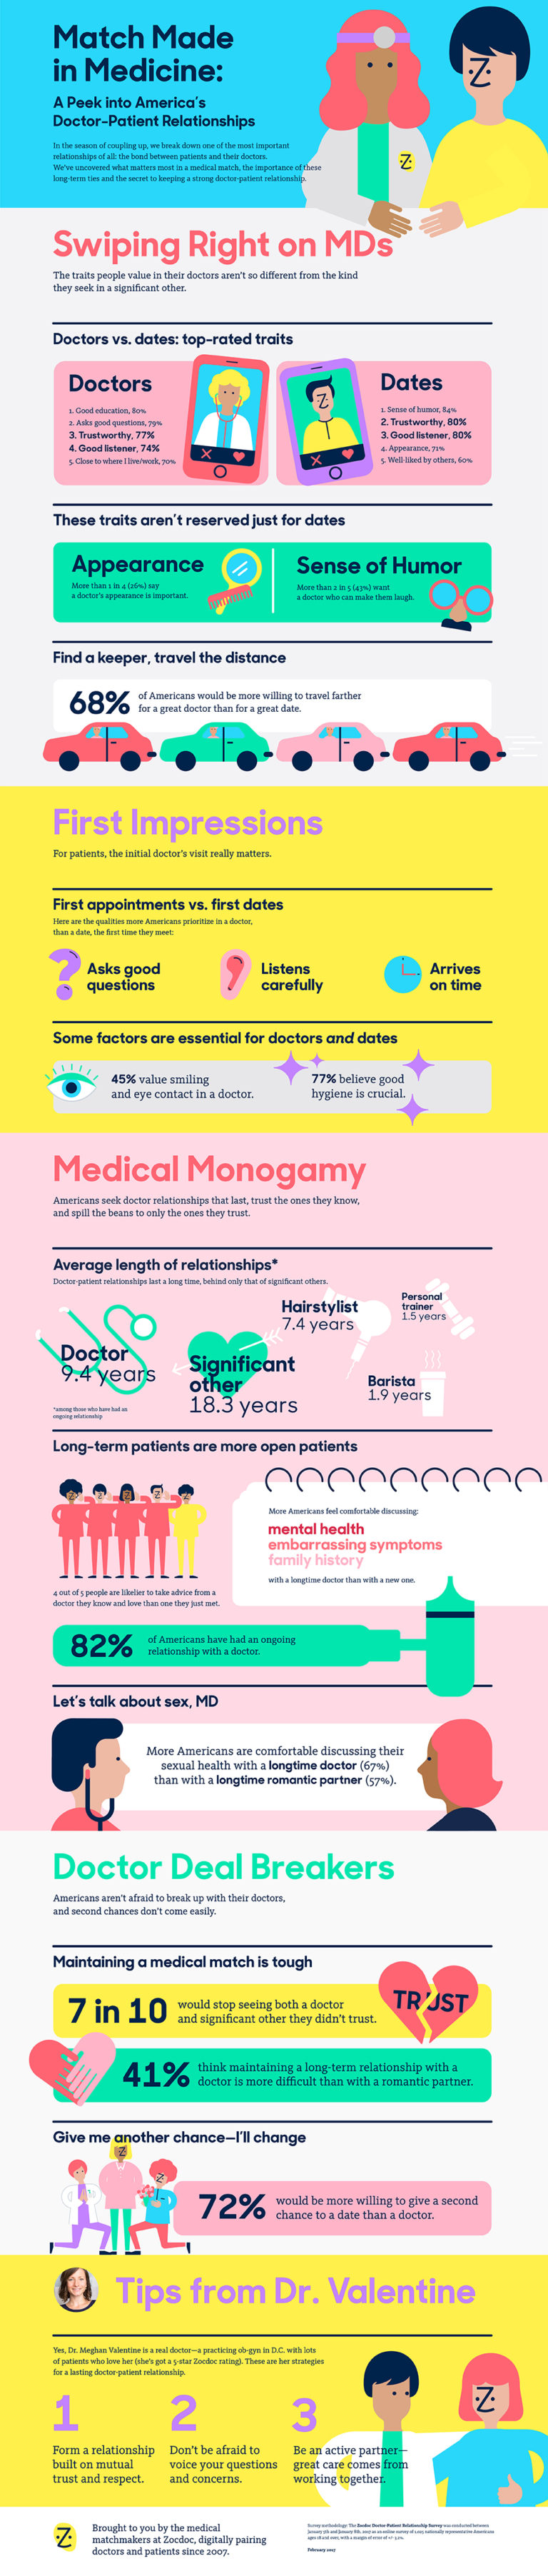 Match Made
in Medicine:
A Peek into America's
Doctor-Patient Relationships
In the season of coupling up, we break down one of the most important
relationships of all: the bond between patients and their doctors.
We've uncovered what matters most in a medical match, the importance of these
long-term ties and the secret to keeping a strong doctor-patient relationship.
Swiping Right on MDs
The traits people value in their doctors aren't so different from the kind
they seek in a significant other.
Doctors vs. dates: top-rated traits
Doctors
1. Good education, 80%
2. Asks good questions, 79%
3. Trustworthy, 77%
4. Good listener, 74%
5. Close to where I live/work, 70%
Dates
1. Sense of humor, 84%
2. Trustworthy, 80%
3. Good listener, 80%
4. Appearance, 71%
5. Well-liked by others, 60%
These traits aren't reserved just for dates
Appearance
More than 1 in 4 (26%) say
a doctor's appearance is important.
Sense of Humor
More than 2 in 5 (43%) want
a doctor who can make them laugh.
Find a keeper, travel the distance
68% of Americans would be more willing to travel farther
for a great doctor than for a great date.
First Impressions
For patients, the initial doctor's visit really matters.
First appointments vs. first dates
Here are the qualities more Americans prioritize in a doctor,
than a date, the first time they meet:
Asks good
questions
Listens
carefully
Arrives
on time
Some factors are essential for doctors and dates
45% value smiling
and eye contact in a doctor.
77% believe good
hygiene is crucial.
Medical Monogamy
Americans seek doctor relationships that last, trust the ones they know,
and spill the beans to only the ones they trust.
Average length of relationships*
Doctor-patient relationships last a long time, behind only that of significant others.
Doctor
9.4 years
Significant
other
18.3 years
Hairstylist
7.4 years
Personal
trainer
1.5 years
Barista
1.9 years
*among those who have had an
ongoing relationship
Long-term patients are more open patients
4 out of 5 people are likelier to take advice from a
doctor they know and love than one they just met.
More Americans feel comfortable discussing:
mental health
embarrassing symptoms
family history
with a longtime doctor than with a new one.
82% of Americans have had an ongoing
relationship with a doctor.
Let's talk about sex, MD
More Americans are comfortable discussing their
sexual health with a longtime doctor (67%)
than with a longtime romantic partner (57%).
Doctor Deal Breakers
Americans aren't afraid to break up with their doctors,
and second chances don't come easily.
Maintaining a medical match is tough
7 in 10 would stop seeing both a doctor
and significant other they didn't trust.
TRUST
41% think maintaining a long-term relationship with a
doctor is more difficult than with a romantic partner.
Give me another chance—I'll change
72% would be more willing to give a second
chance to a date than a doctor.
Tips from Dr. Valentine
Yes, Dr. Meghan Valentine is a real doctor—a practicing ob-gyn in D.C. with lots
of patients who love her (she's got a 5-star Zocdoc rating). These are her strategies
for a lasting doctor-patient relationship.
1
Form a relationship
built on mutual
trust and respect.
2
Don't be afraid to
voice your questions
and concerns.
3
Be an active partner—
great care comes from
working together.
Brought to you by the medical
matchmakers at Zocdoc, digitally pairing
doctors and patients since 2007.
Survey methodology: The Zocdoc Doctor-Patient Relationship Survey was conducted between
February 2017